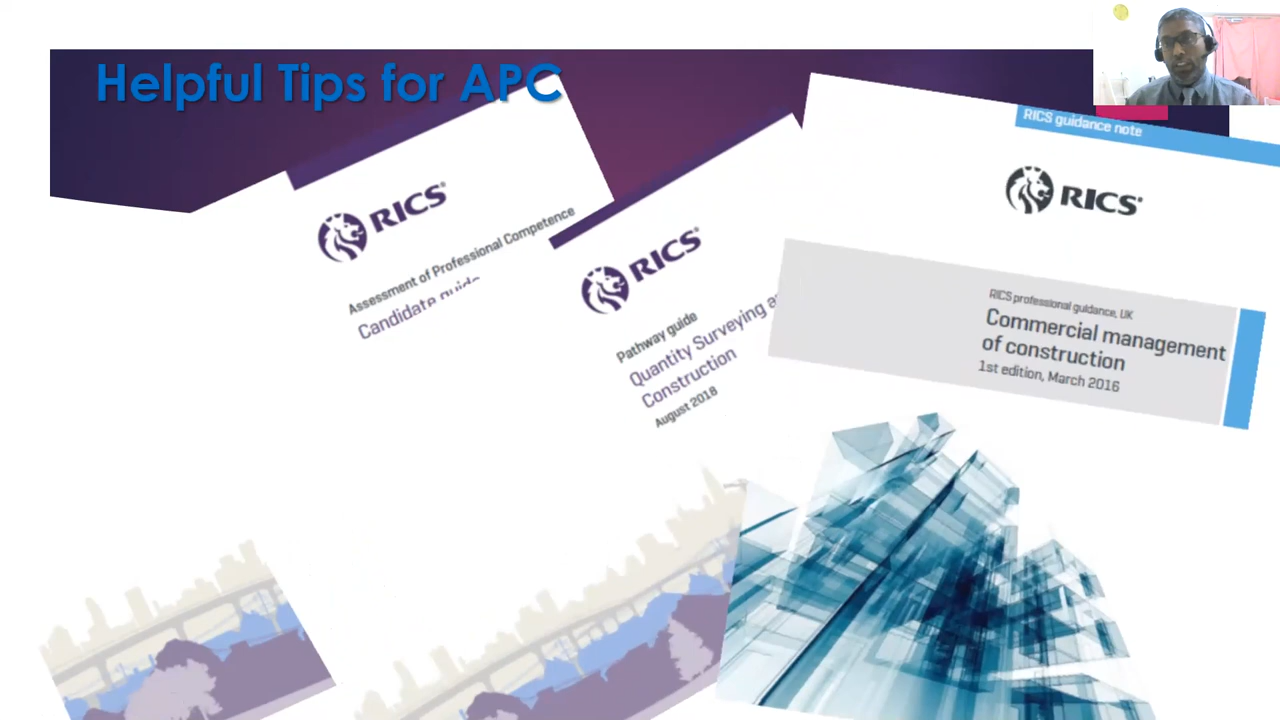 Helpful Tips for APC
RICS
Assessment of Professional Competence
Candidate guide
RICS
Pathway guide
Quantity Surveying
Construction
August 2018
RICS guidance note
RICS
RICS professional guidance, UK
Commercial management
of construction
1st edition, March 2016